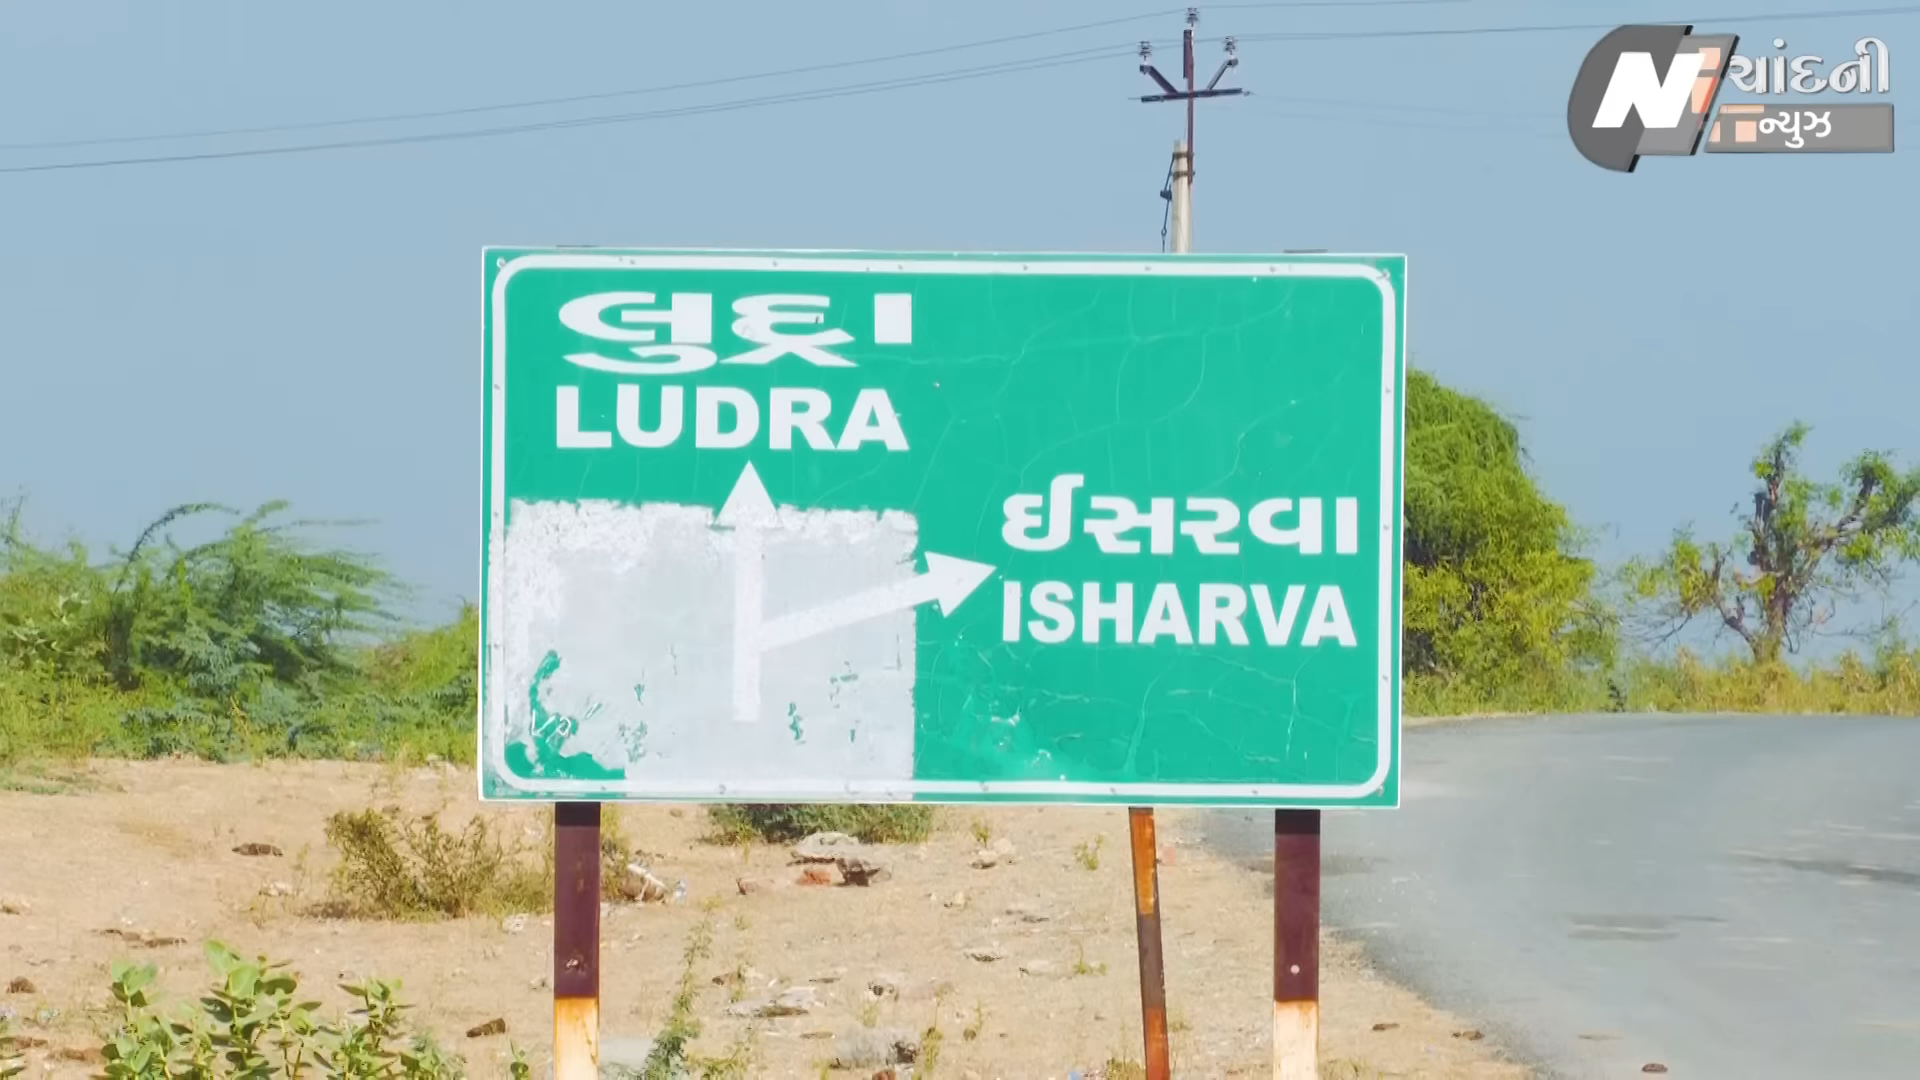 ચાંદની
ન્યુઝ
લુદ્રા
LUDRA
ઈસરવા
ISHARVA